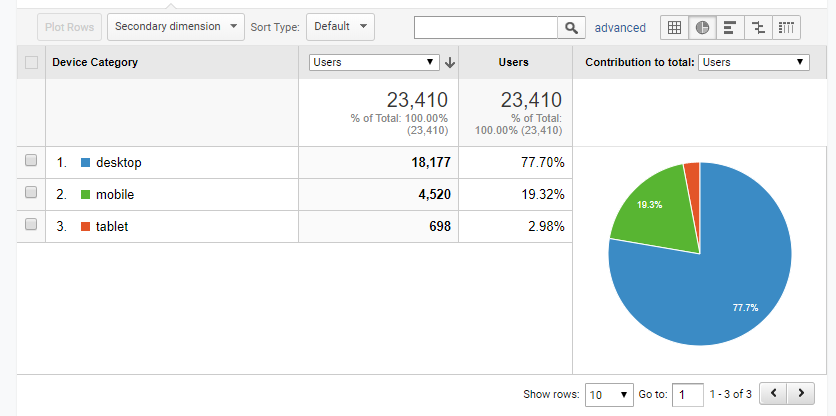 Plot Rows Secondary dimension Sort Type: Default advanced
Device Category Users Users Contribution to total: Users
23,410 23,410
% of Total: 100.00% % of Total:
(23,410) 100.00% (23,410)
1. desktop 18,177 77.70%
2. mobile 4,520 19.32%
3. tablet 698 2.98%
19.3%
77.7%
Show rows: 10 Go to: 1 1 - 3 of 3